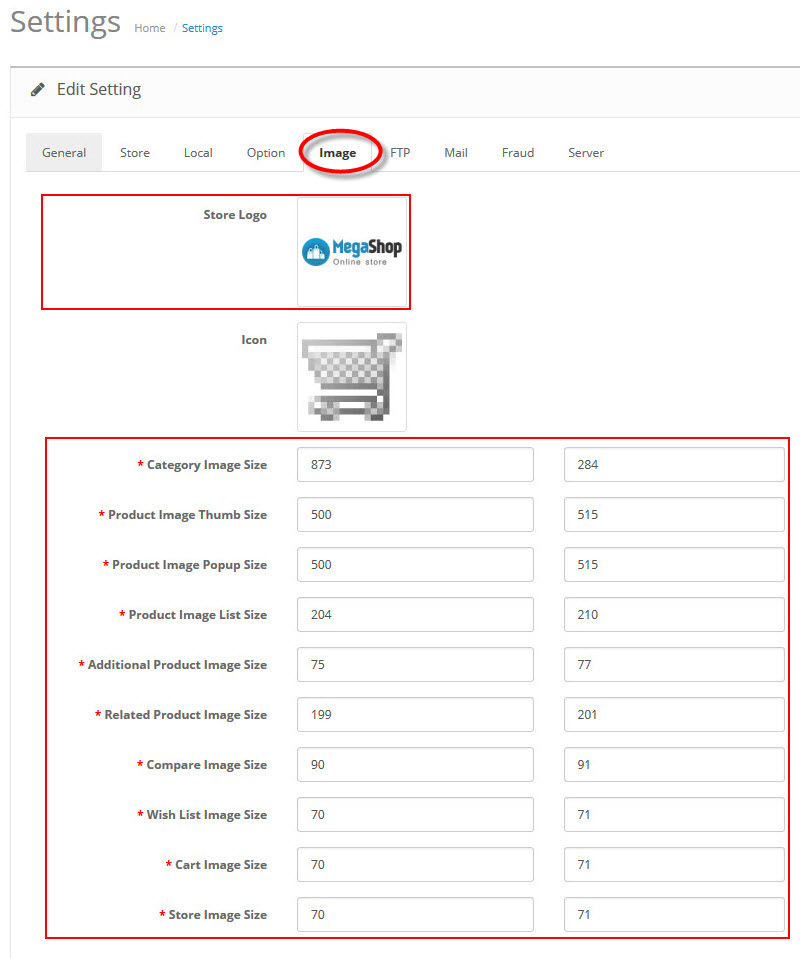 Settings Home / Settings
Edit Setting
General Store Local Option Image FTP Mail Fraud Server
Store Logo
MegaShop
Online store
Icon
* Category Image Size 873 284
* Product Image Thumb Size 500 515
* Product Image Popup Size 500 515
* Product Image List Size 204 210
* Additional Product Image Size 75 77
* Related Product Image Size 199 201
* Compare Image Size 90 91
* Wish List Image Size 70 71
* Cart Image Size 70 71
* Store Image Size 70 71